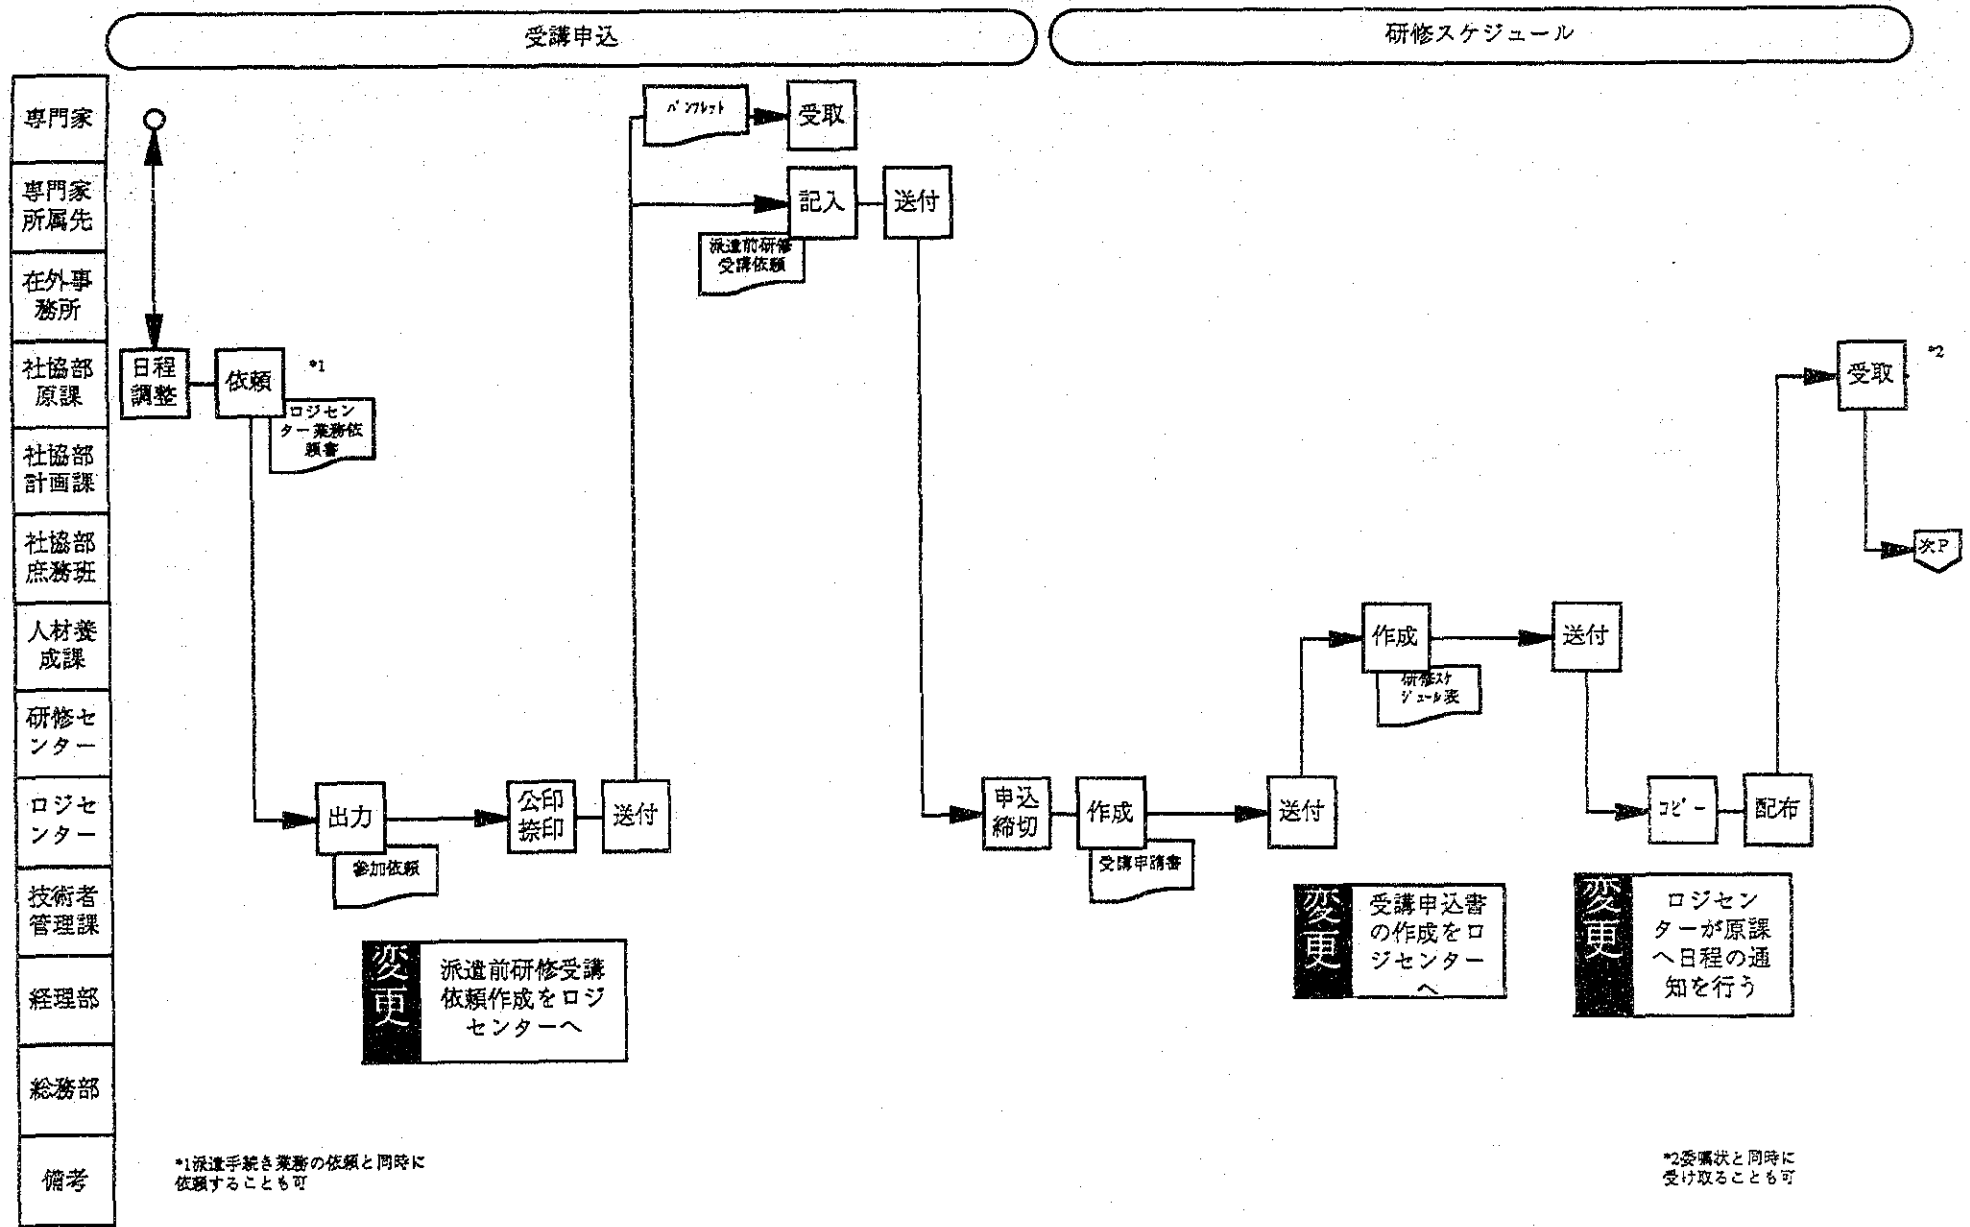 受講申込
研修スケジュール
専門家
専門家
所属先
在外事
務所
社協部
原課
社協部
計画課
社協部
庶務班
人材養
成課
研修セ
ンター
ロジセ
ンター
技術者
管理課
経理部
総務部
備考
パンフレット
受取
記入
送付
派遣前研修
受講依頼
日程
調整
依頼
*1
ロジセン
ター業務依
頼書
受取
*2
次P
作成
送付
研修スケ
ジュール表
出力
参加依頼
公印
捺印
送付
申込
締切
作成
受講申請書
送付
コピー
配布
変
更
派遣前研修受講
依頼作成をロジ
センターへ
変
更
受講申込書
の作成をロ
ジセンター
へ
変
更
ロジセン
ターが原課
へ日程の通
知を行う
*1派遣手続き業務の依頼と同時に
依頼することも可
*2委嘱状と同時に
受け取ることも可